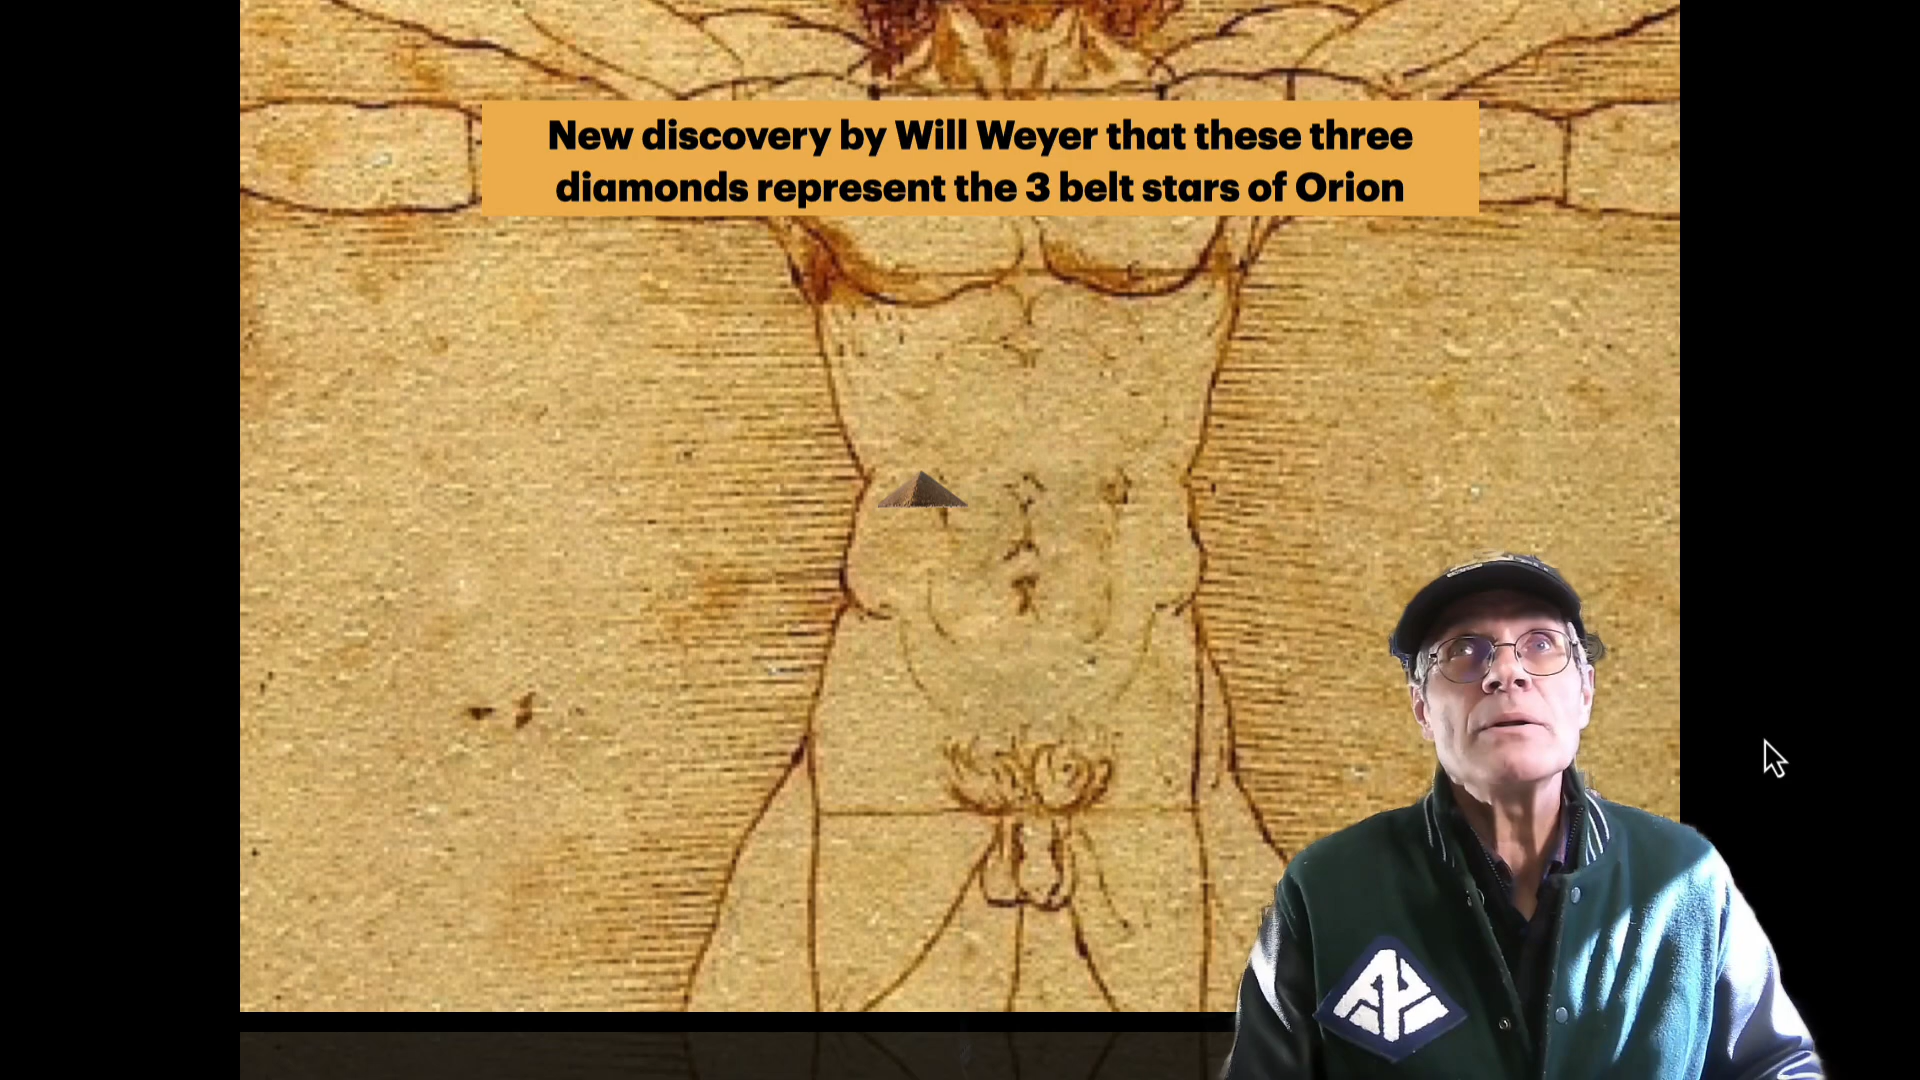 New discovery by Will Weyer that these three
diamonds represent the 3 belt stars of Orion